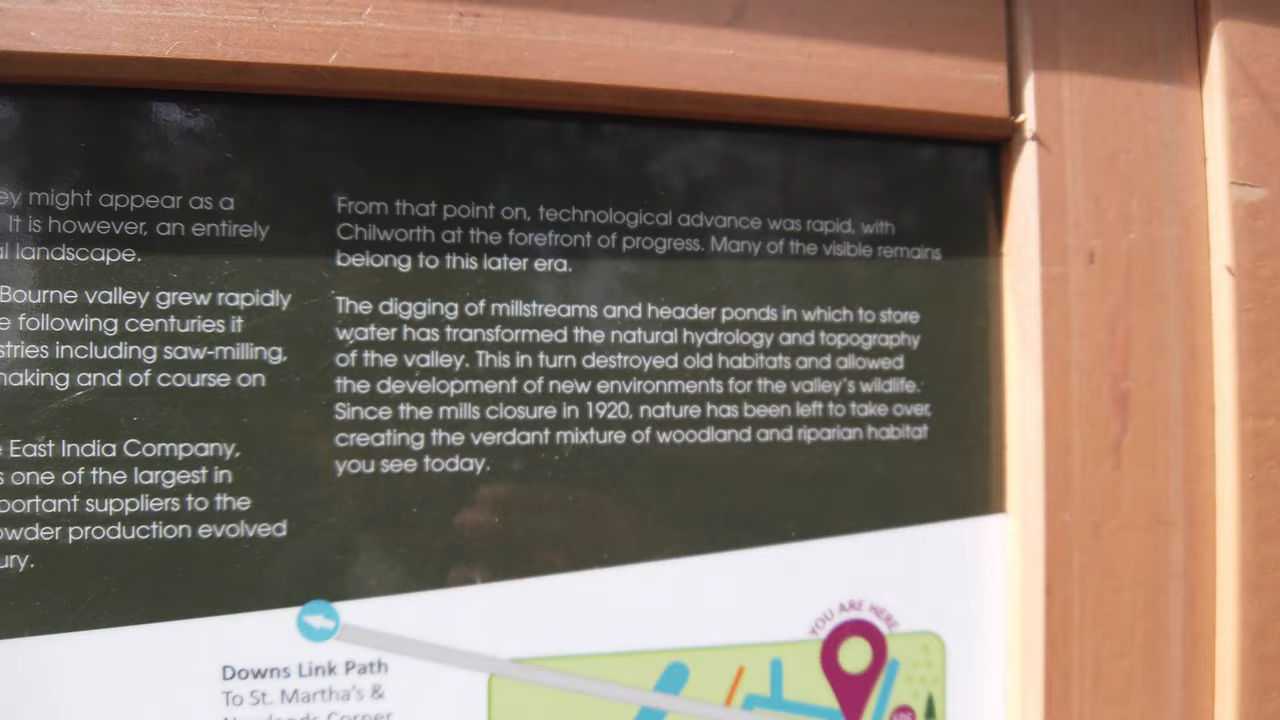 ey might appear as a
It is however, an entirely
al landscape.
Bourne valley grew rapidly
e following centuries it
stries including saw-milling,
making and of course on
e East India Company,
s one of the largest in
portant suppliers to the
owder production evolved
ury.
From that point on, technological advance was rapid, with
Chilworth at the forefront of progress. Many of the visible remains
belong to this later era.
The digging of millstreams and header ponds in which to store
water has transformed the natural hydrology and topography
of the valley. This in turn destroyed old habitats and allowed
the development of new environments for the valley's wildlife.
Since the mills closure in 1920, nature has been left to take over,
creating the verdant mixture of woodland and riparian habitat
you see today.
Downs Link Path
To St. Martha's &
Newlands Corner
YOU ARE HERE